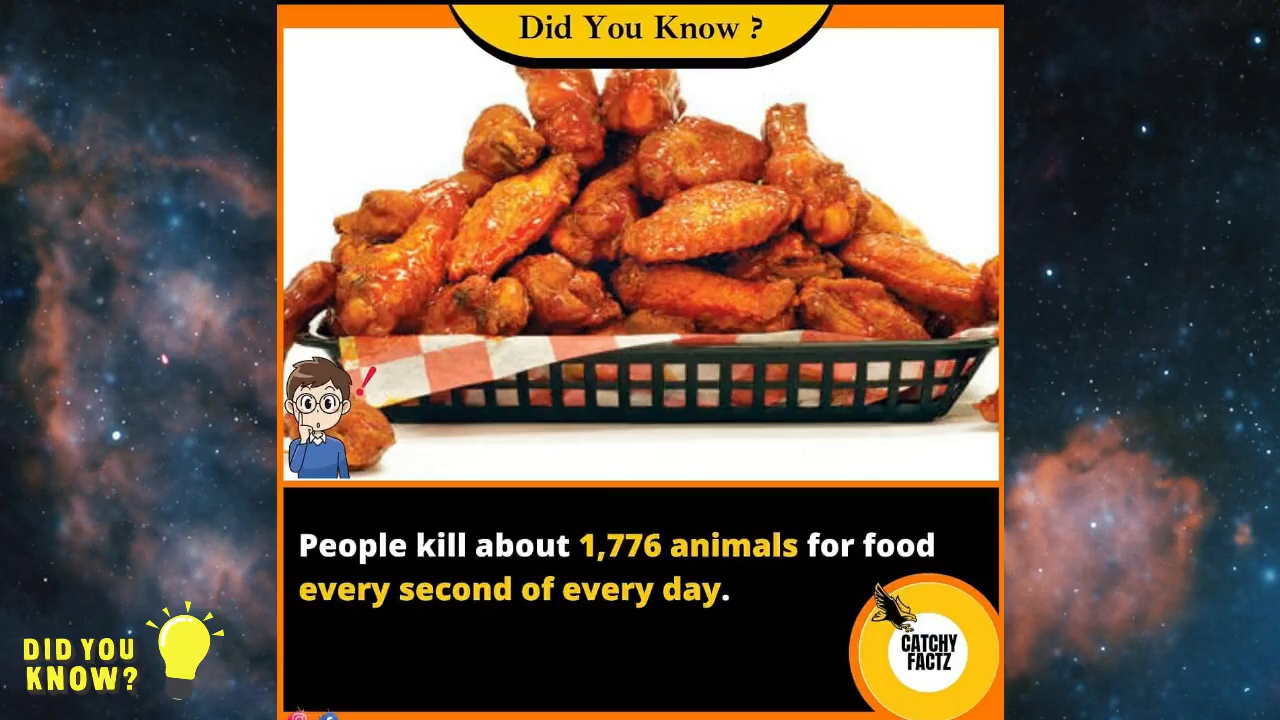 Did You Know ?
People kill about 1,776 animals for food
every second of every day.
DID YOU
KNOW?
CATCHY
FACTZ